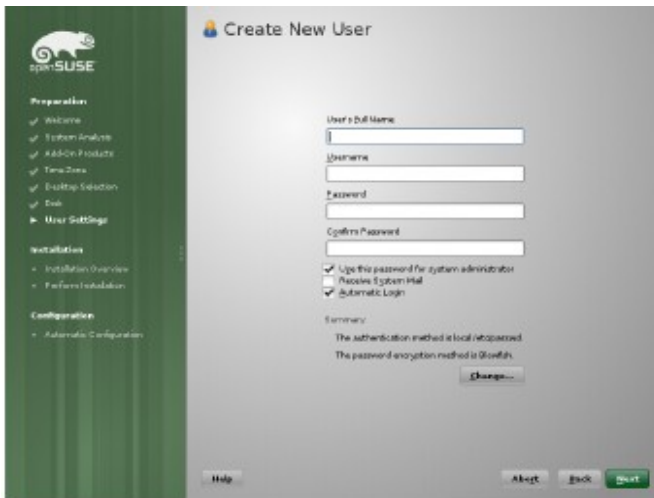 openSUSE
Preparation
Welcome
System Analysis
Add-On Products
Time Zone
Desktop Selection
Disk
User Settings
Installation
Installation Overview
Perform Installation
Configuration
Automatic Configuration
Create New User
User's Full Name
Username
Password
Confirm Password
Use this password for system administrator
Receive System Mail
Automatic Login
Summary
The authentication method is local /etc/passwd.
The password encryption method is Blowfish.
Change...
Help
Abort
Back
Next